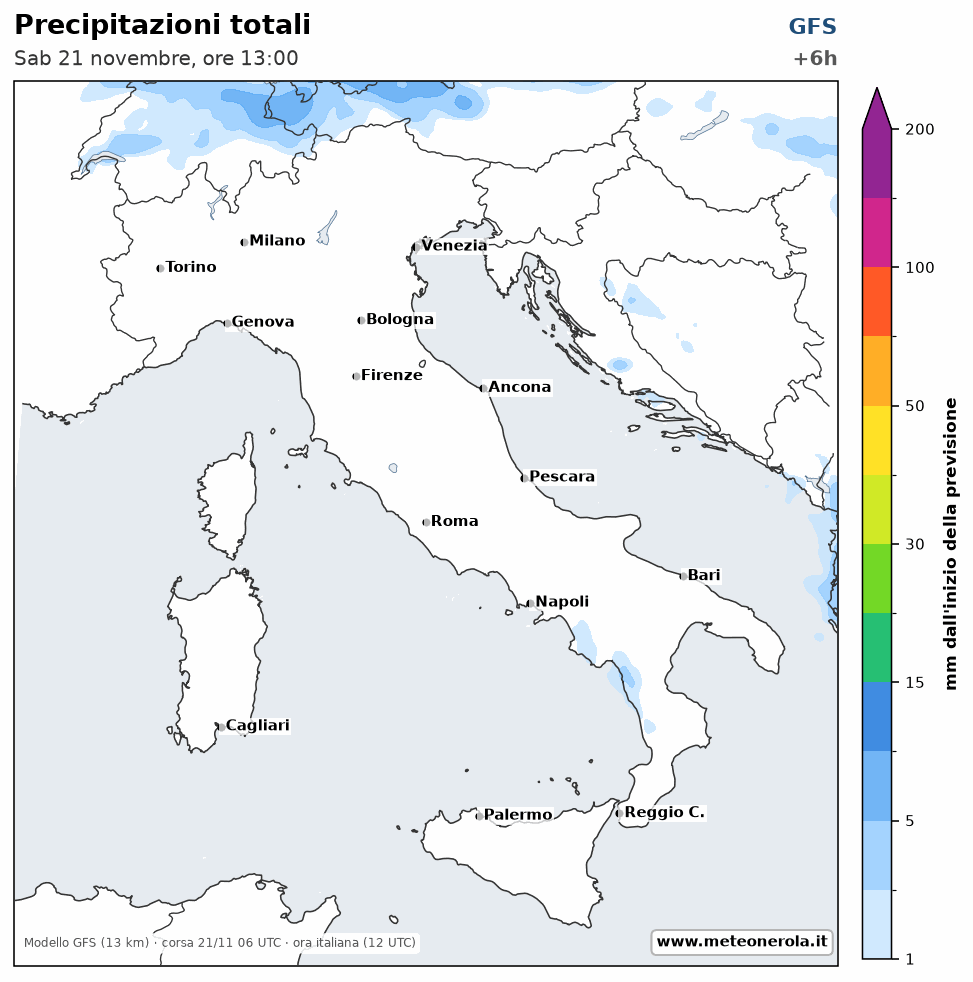 Precipitazioni totali
GFS
Sab 21 novembre, ore 13:00
+6h
Milano
Venezia
Torino
Genova
Bologna
Firenze
Ancona
Pescara
Roma
Bari
Napoli
Cagliari
Palermo
Reggio C.
Modello GFS (13 km) · corsa 21/11 06 UTC · ora italiana (12 UTC)
www.meteonerola.it
200
100
50
30
15
5
1
mm dall'inizio della previsione